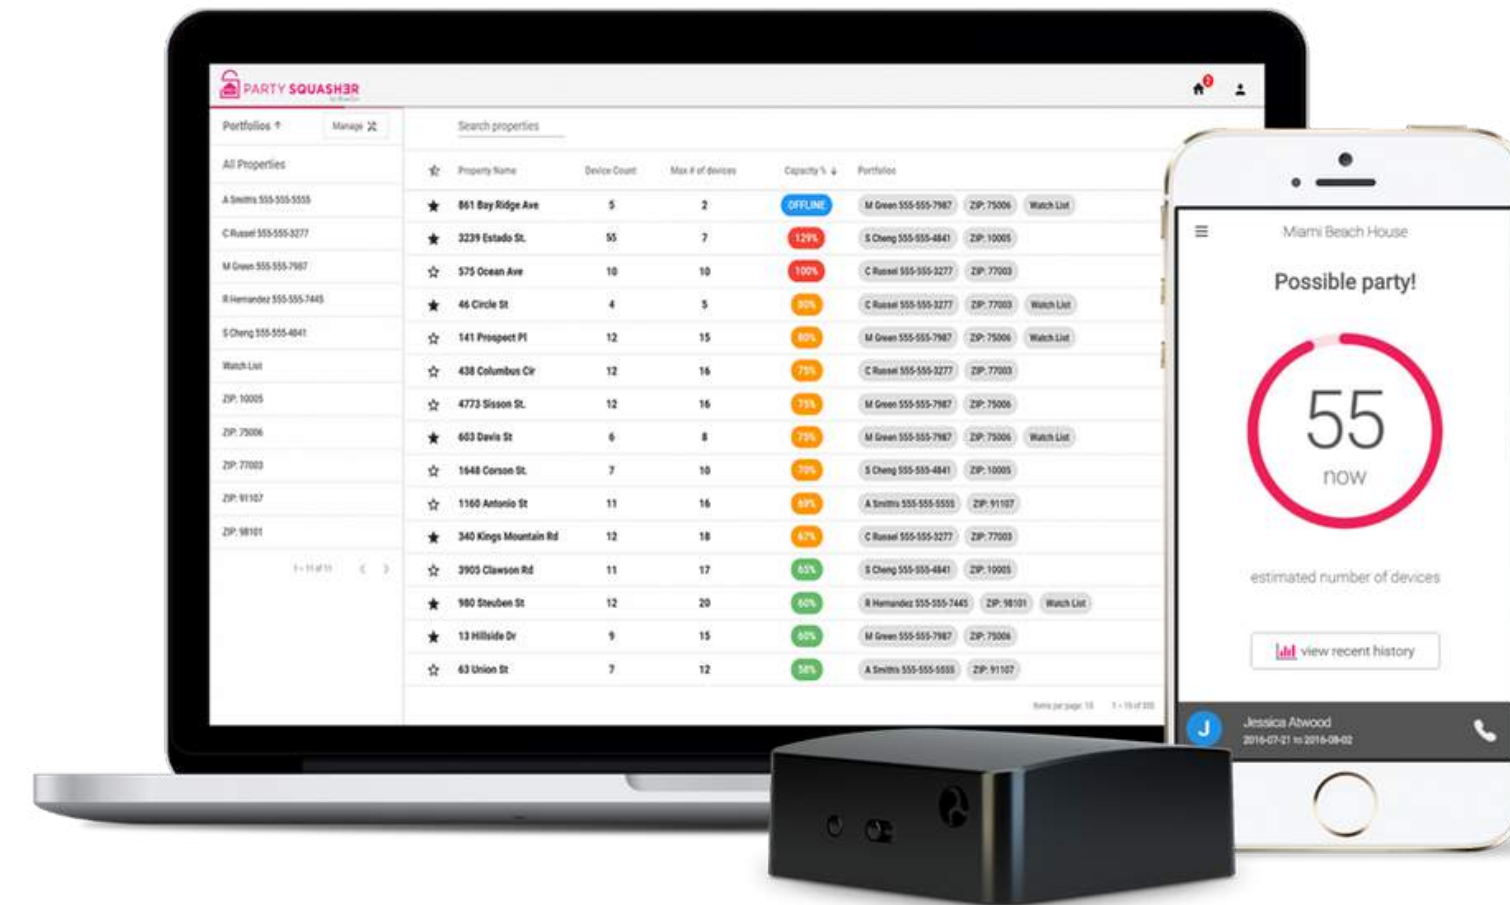 PARTY SQUASHƎR
2
Portfolios ↑ Manage
Search properties
All Properties
A Smiths 555-555-5555
C Russel 555-555-3277
M Green 555-555-7987
R Hernandez 555-555-7445
S Cheng 555-555-4841
Watch List
ZIP: 10005
ZIP: 75006
ZIP: 77003
ZIP: 91107
ZIP: 98101
1 – 11 of 11 < >
Property Name Device Count Max # of devices Capacity % ↓ Portfolios
861 Bay Ridge Ave 5 2 OFFLINE M Green 555-555-7987 ZIP: 75006 Watch List
3239 Estado St. 55 7 129% S Cheng 555-555-4841 ZIP: 10005
575 Ocean Ave 10 10 100% C Russel 555-555-3277 ZIP: 77003
46 Circle St 4 5 80% C Russel 555-555-3277 ZIP: 77003 Watch List
141 Prospect Pl 12 15 80% M Green 555-555-7987 ZIP: 75006 Watch List
438 Columbus Cir 12 16 75% C Russel 555-555-3277 ZIP: 77003
4773 Sisson St. 12 16 75% M Green 555-555-7987 ZIP: 75006
603 Davis St 6 8 75% M Green 555-555-7987 ZIP: 75006 Watch List
1648 Corson St. 7 10 70% S Cheng 555-555-4841 ZIP: 10005
1160 Antonio St 11 16 69% A Smiths 555-555-5555 ZIP: 91107
340 Kings Mountain Rd 12 18 67% C Russel 555-555-3277 ZIP: 77003
3905 Clawson Rd 11 17 65% S Cheng 555-555-4841 ZIP: 10005
980 Steuben St 12 20 60% R Hernandez 555-555-7445 ZIP: 98101 Watch List
13 Hillside Dr 9 15 60% M Green 555-555-7987 ZIP: 75006
63 Union St 7 12 58% A Smiths 555-555-5555 ZIP: 91107
Items per page: 15 1 – 15 of
Miami Beach House
Possible party!
55
now
estimated number of devices
view recent history
J
Jessica Atwood
2016-07-21 to 2016-08-02